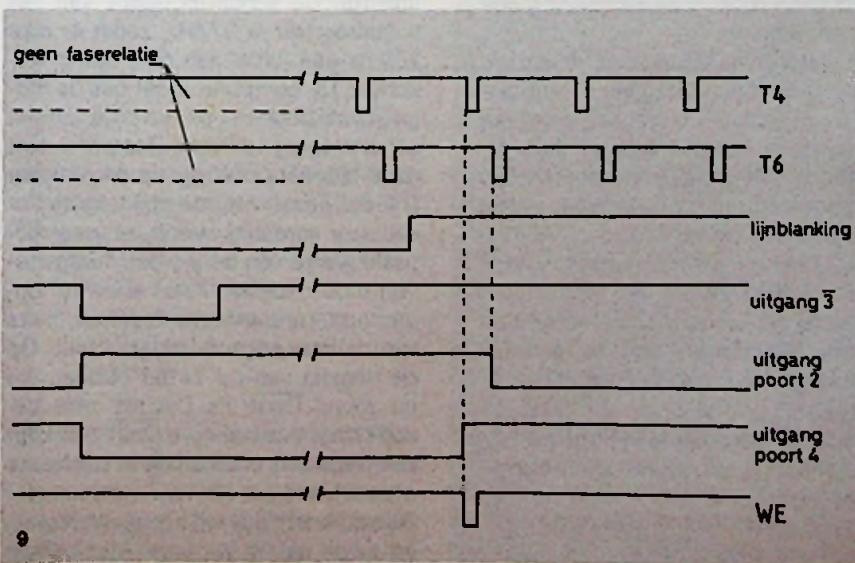 geen faserelatie
T4
T6
lijnblanking
uitgang 3̅
uitgang
poort 2
uitgang
poort 4
WE
9